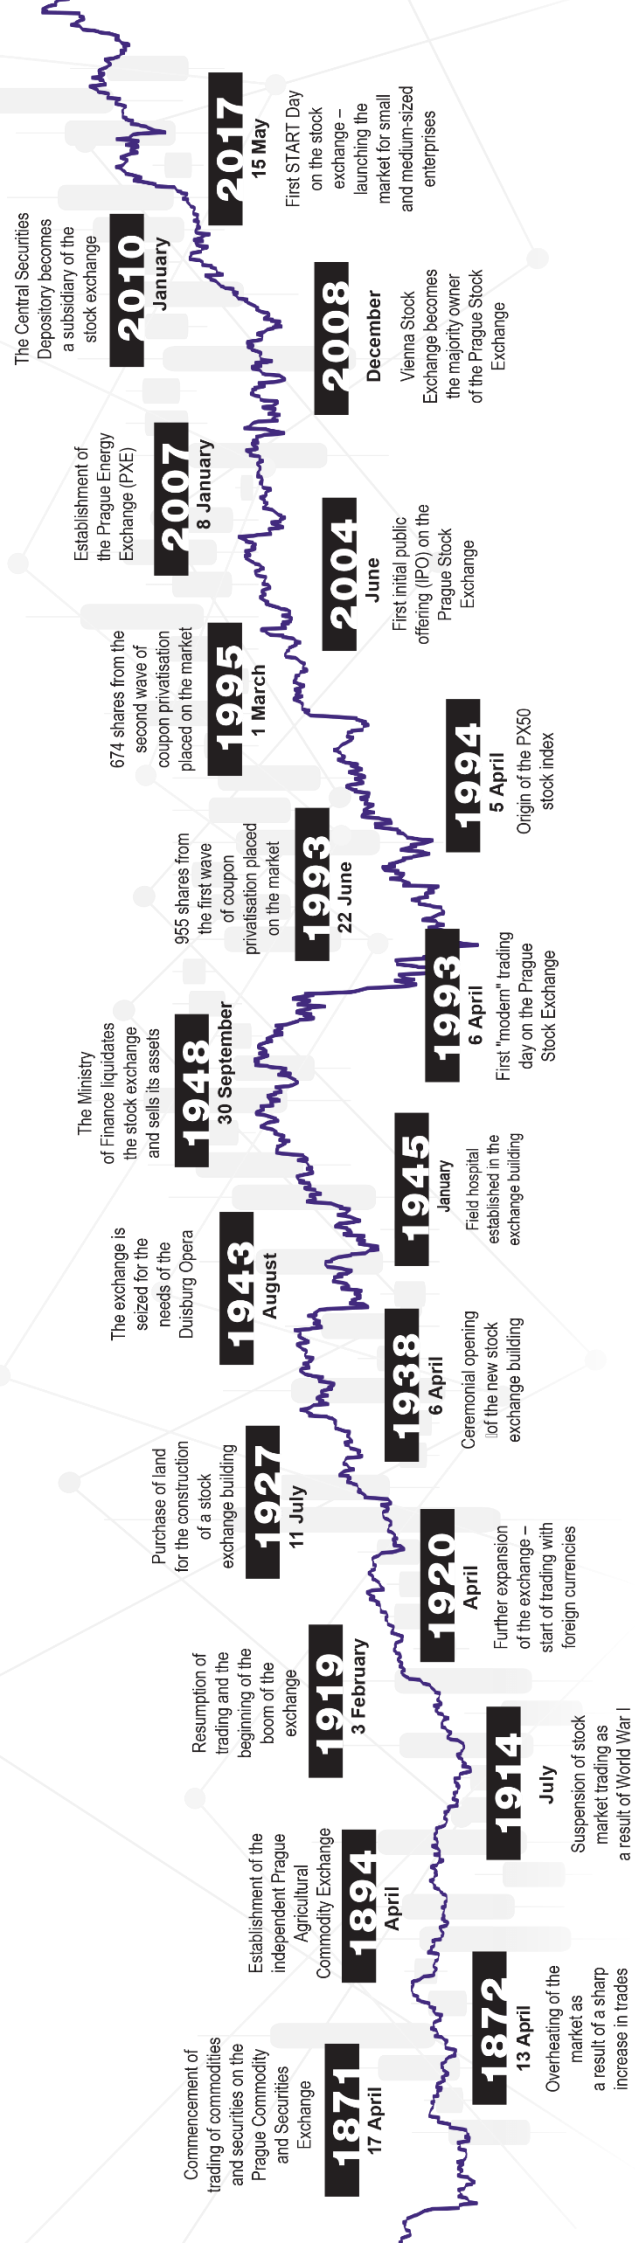 1871
17 April
Commencement of
trading of commodities
and securities on the
Prague Commodity
and Securities
Exchange
1872
13 April
Overheating of the
market as
a result of a sharp
increase in trades
1894
April
Establishment of the
independent Prague
Agricultural
Commodity Exchange
1914
July
Suspension of stock
market trading as
a result of World War I
1919
3 February
Resumption of
trading and the
beginning of the
boom of the
exchange
1920
April
Further expansion
of the exchange –
start of trading with
foreign currencies
1927
11 July
Purchase of land
for the construction
of a stock
exchange building
1938
6 April
Ceremonial opening
of the new stock
exchange building
1943
August
The exchange is
seized for the
needs of the
Duisburg Opera
1945
January
Field hospital
established in the
exchange building
1948
30 September
The Ministry
of Finance liquidates
the stock exchange
and sells its assets
1993
6 April
First "modern" trading
day on the Prague
Stock Exchange
1993
22 June
955 shares from
the first wave
of coupon
privatisation placed
on the market
1994
5 April
Origin of the PX50
stock index
1995
1 March
674 shares from the
second wave of
coupon privatisation
placed on the market
2004
June
First initial public
offering (IPO) on the
Prague Stock
Exchange
2007
8 January
Establishment of
the Prague Energy
Exchange (PXE)
2008
December
Vienna Stock
Exchange becomes
the majority owner
of the Prague Stock
Exchange
2010
January
The Central Securities
Depository becomes
a subsidiary of the
stock exchange
2017
15 May
First START Day
on the stock
exchange –
launching the
market for small
and medium-sized
enterprises